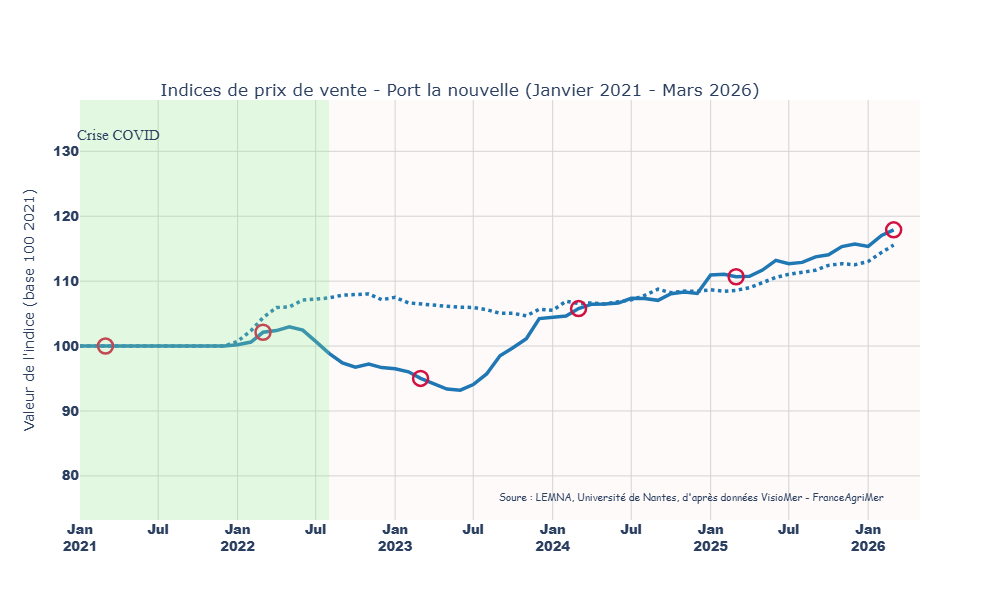 Indices de prix de vente - Port la nouvelle (Janvier 2021 - Mars 2026)
Crise COVID
Valeur de l'indice (base 100 2021)
130
120
110
100
90
80
Soure : LEMNA, Université de Nantes, d'après données VisioMer - FranceAgriMer
Jan Jul Jan Jul Jan Jul Jan Jul Jan Jul Jan
2021 2022 2023 2024 2025 2026